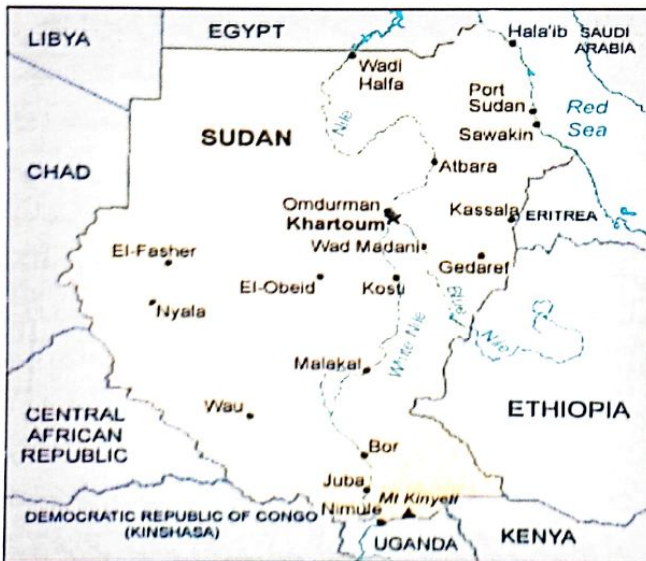 LIBYA
EGYPT
Hala'ib
SAUDI
ARABIA
Wadi
Halfa
Nile
Port
Sudan
Red
Sea
SUDAN
Sawakin
CHAD
Atbara
Omdurman
Khartoum
Kassala
ERITREA
Wad Madani
El-Fasher
Gedaref
El-Obeid
Kosti
Nyala
Blue
Nile
White Nile
Malakal
ETHIOPIA
Wau
CENTRAL
AFRICAN
REPUBLIC
Bor
Juba
Mt Kinyeti
Nimule
DEMOCRATIC REPUBLIC OF CONGO
(KINSHASA)
UGANDA
KENYA